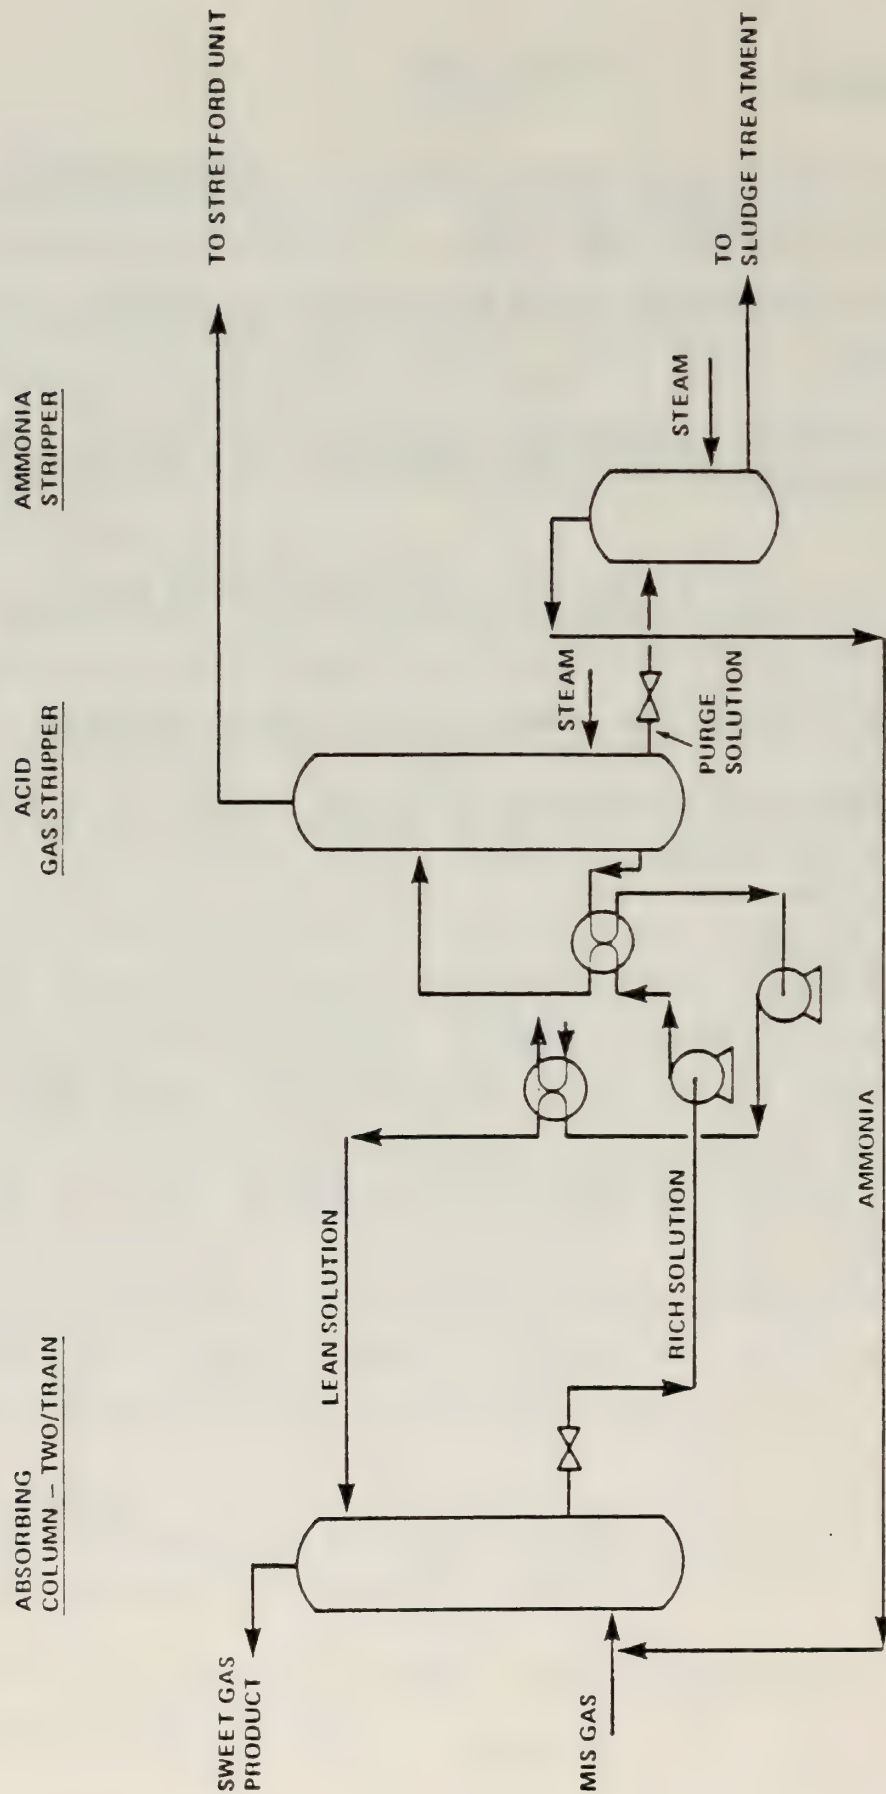 ABSORBING
COLUMN – TWO/TRAIN
ACID
GAS STRIPPER
AMMONIA
STRIPPER
SWEET GAS
PRODUCT
TO STRETFORD UNIT
LEAN SOLUTION
STEAM
STEAM
MIS GAS
RICH SOLUTION
PURGE
SOLUTION
TO
SLUDGE TREATMENT
AMMONIA